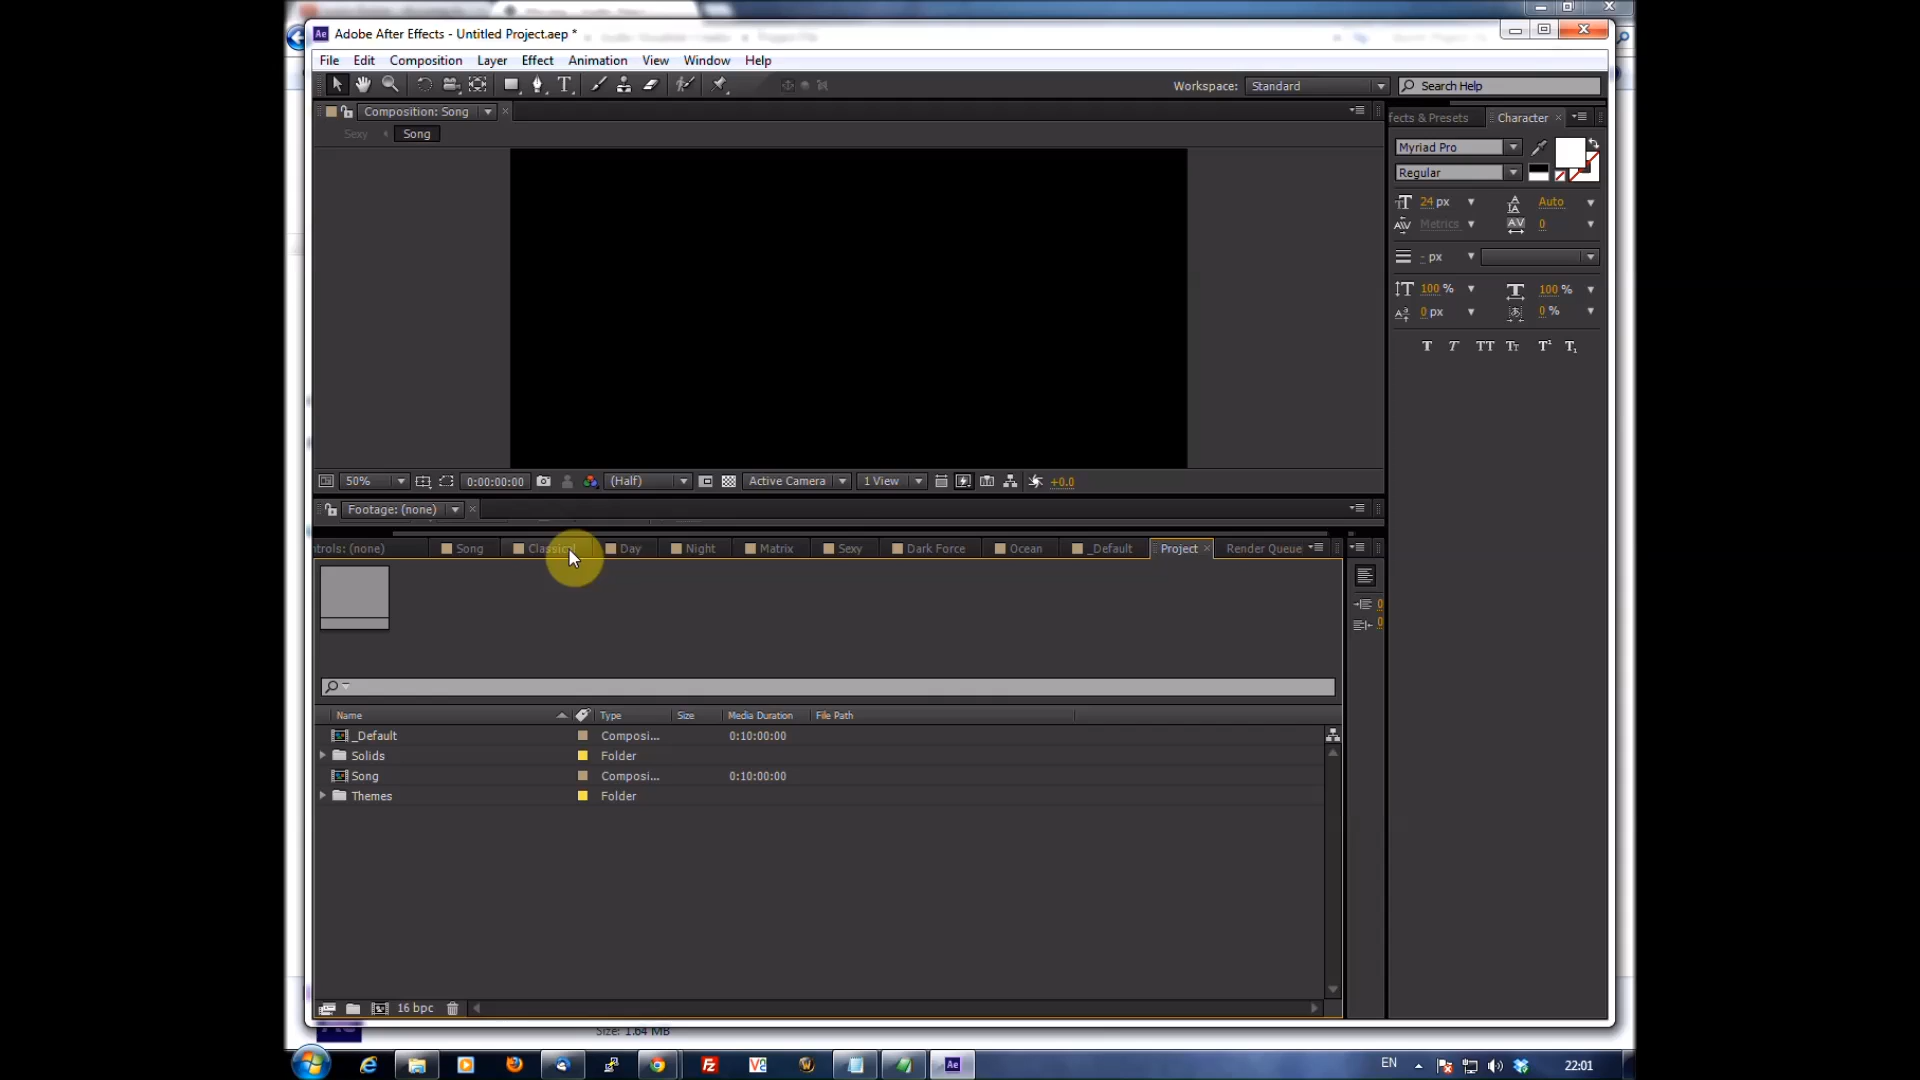 Adobe After Effects - Untitled Project.aep *
File Edit Composition Layer Effect Animation View Window Help
Workspace: Standard Search Help
Composition: Song
Sexy Song
fects & Presets Character
Myriad Pro
Regular
24 px Auto
Metrics 0
- px
100 % 100 %
0 px 0 %
T T TT Tt T¹ T₁
50% 0:00:00:00 (Half) Active Camera 1 View +0.0
Footage: (none)
ntrols: (none) Song Classical Day Night Matrix Sexy Dark Force Ocean _Default Project Render Queue
0
0
Name Type Size Media Duration File Path
_Default Composi... 0:10:00:00
Solids Folder
Song Composi... 0:10:00:00
Themes Folder
16 bpc
Size: 1.64 MB
EN 22:01